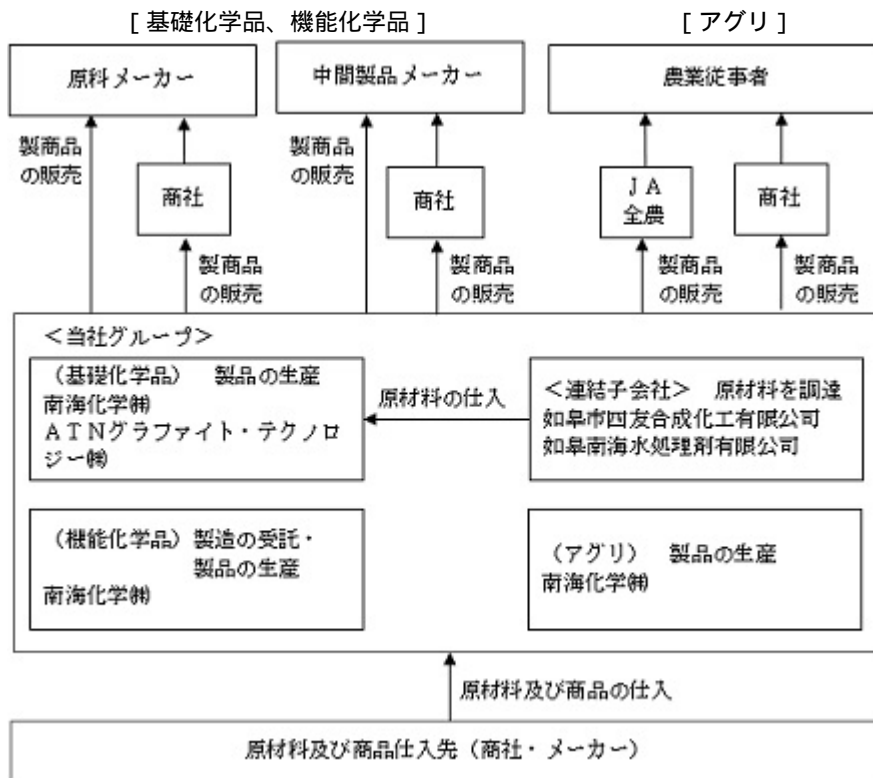 [ 基礎化学品、機能化学品 ]
[ アグリ ]
原料メーカー
中間製品メーカー
農業従事者
製商品
の販売
商社
製商品
の販売
商社
ＪＡ
全農
商社
製商品
の販売
製商品
の販売
製商品
の販売
製商品
の販売
＜当社グループ＞
（基礎化学品）　製品の生産
南海化学㈱
ＡＴＮグラファイト・テクノロ
ジー㈱
原材料の仕入
＜連結子会社＞　原材料を調達
如皋市四友合成化工有限公司
如皋南海水処理剤有限公司
（機能化学品）製造の受託・
製品の生産
南海化学㈱
（アグリ）　製品の生産
南海化学㈱
原材料及び商品の仕入
原材料及び商品仕入先（商社・メーカー）